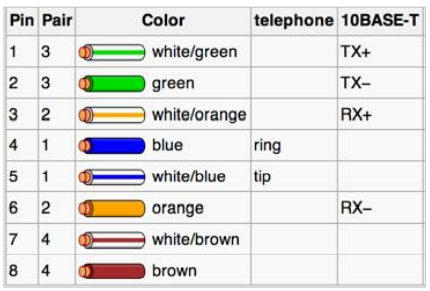 Pin Pair Color telephone 10BASE-T
1 3 white/green TX+
2 3 green TX–
3 2 white/orange RX+
4 1 blue ring
5 1 white/blue tip
6 2 orange RX–
7 4 white/brown
8 4 brown